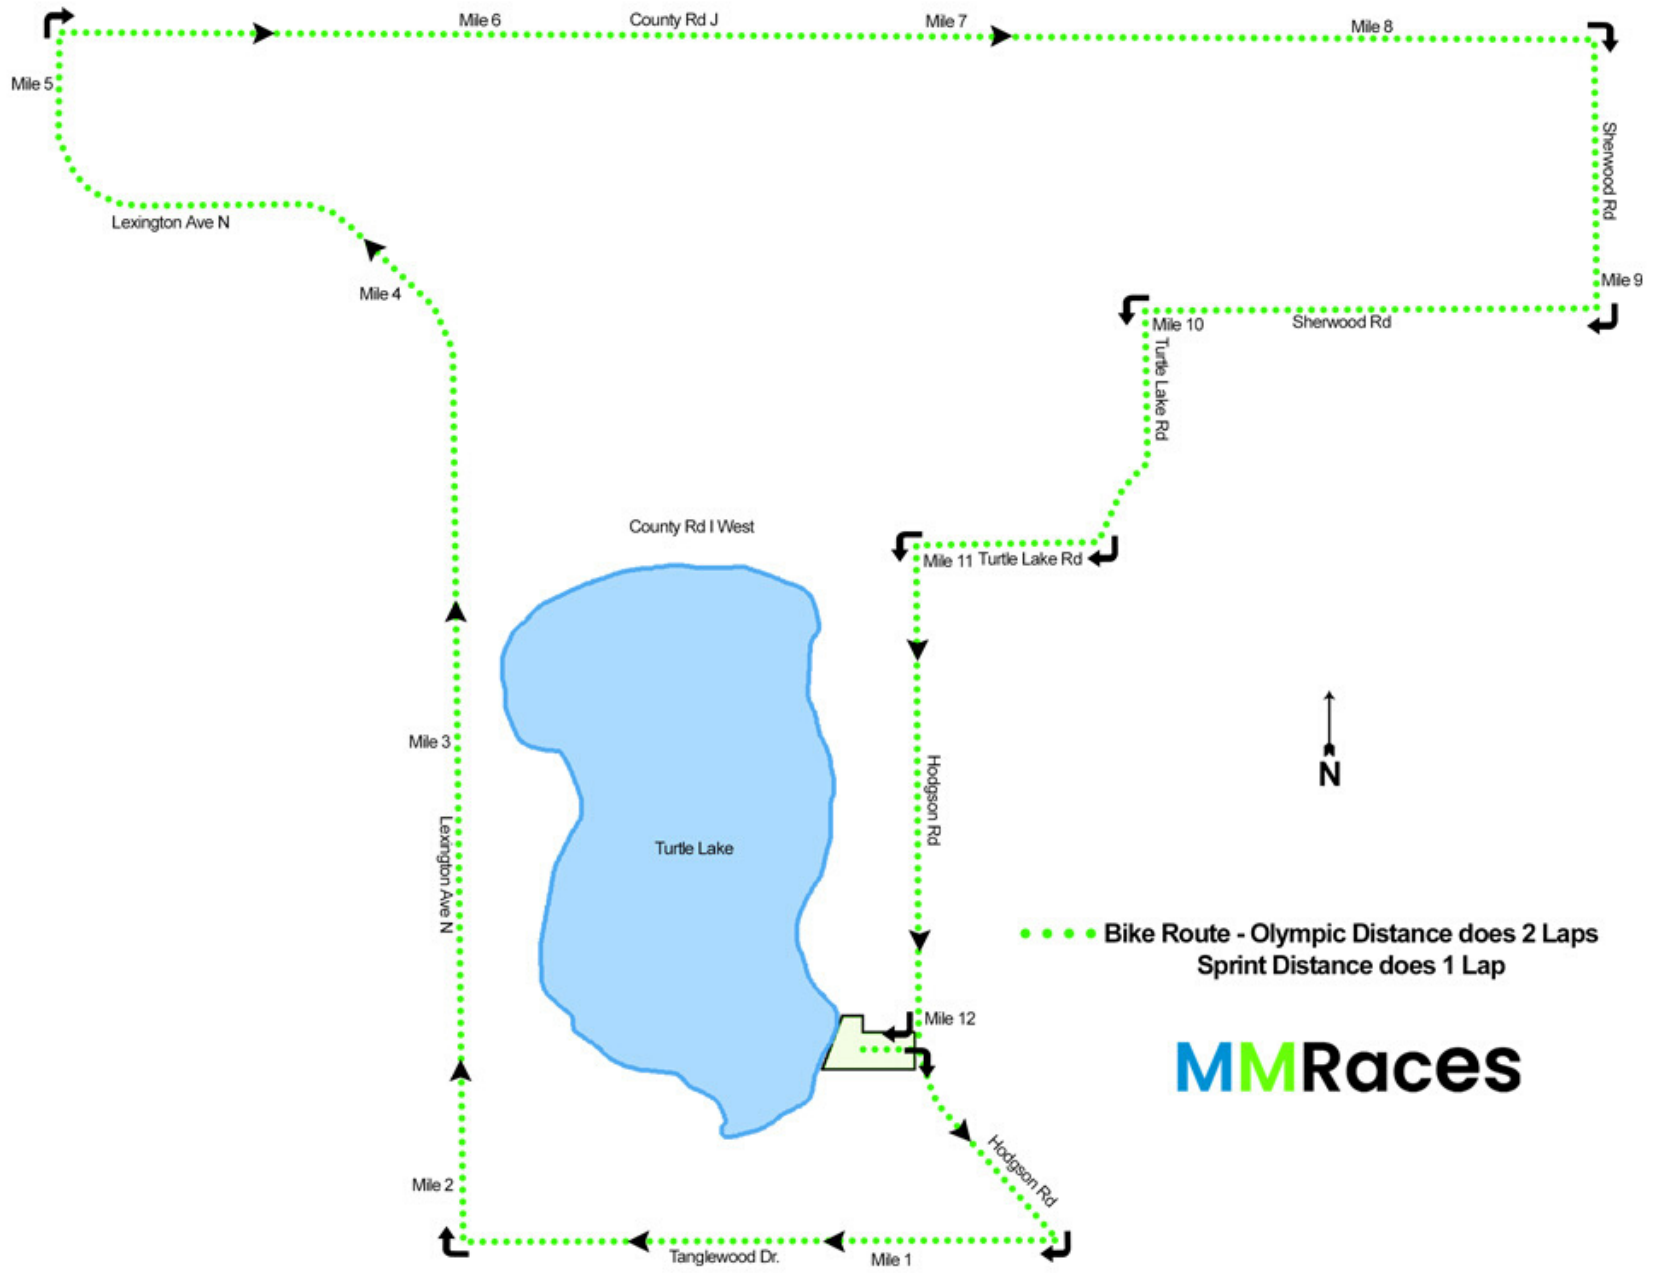 Mile 6
County Rd J
Mile 7
Mile 8
Mile 5
Sherwood Rd
Lexington Ave N
Mile 4
Mile 9
Sherwood Rd
Mile 10
Turtle Lake Rd
County Rd I West
Mile 11
Turtle Lake Rd
Mile 3
Hodgson Rd
N
Lexington Ave N
Turtle Lake
Bike Route - Olympic Distance does 2 Laps
Sprint Distance does 1 Lap
Mile 12
MMRaces
Hodgson Rd
Mile 2
Tanglewood Dr.
Mile 1